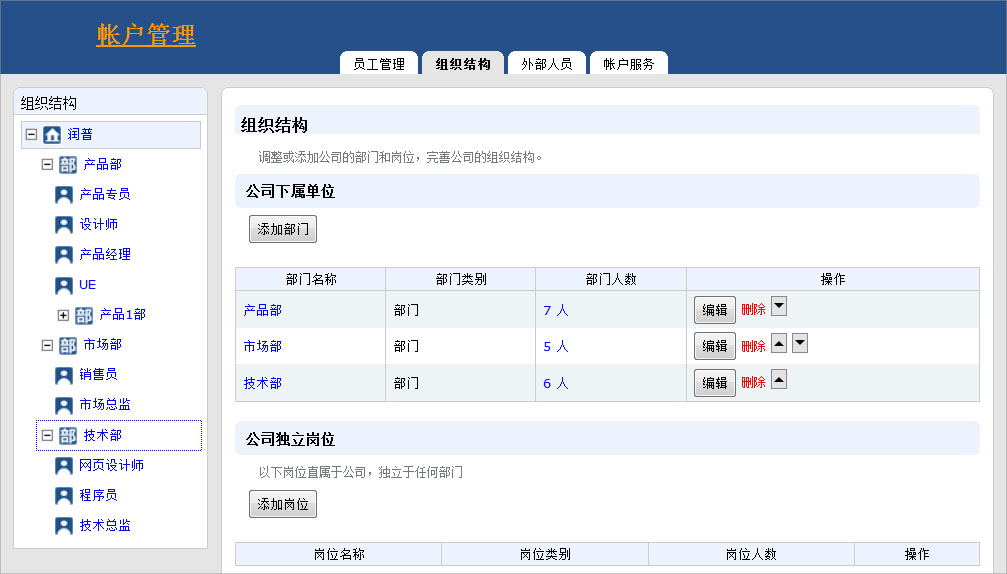 帐户管理
员工管理 组织结构 外部人员 帐户服务
组织结构
润普
部 产品部
产品专员
设计师
产品经理
UE
部 产品1部
部 市场部
销售员
市场总监
部 技术部
网页设计师
程序员
技术总监
组织结构
调整或添加公司的部门和岗位，完善公司的组织结构。
公司下属单位
添加部门
部门名称 部门类别 部门人数 操作
产品部 部门 7 人 编辑 删除
市场部 部门 5 人 编辑 删除
技术部 部门 6 人 编辑 删除
公司独立岗位
以下岗位直属于公司，独立于任何部门
添加岗位
岗位名称 岗位类别 岗位人数 操作